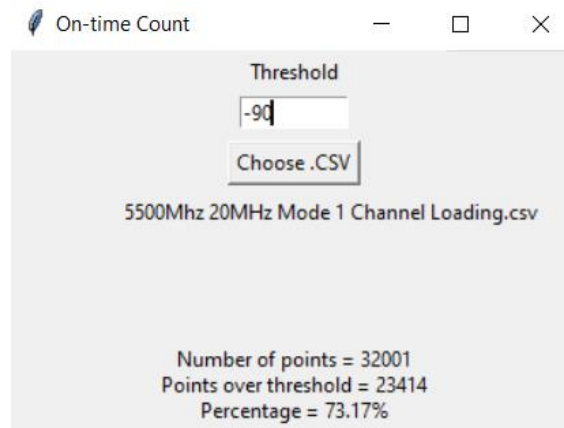 On-time Count
Threshold
-90
Choose .CSV
5500Mhz 20MHz Mode 1 Channel Loading.csv
Number of points = 32001
Points over threshold = 23414
Percentage = 73.17%